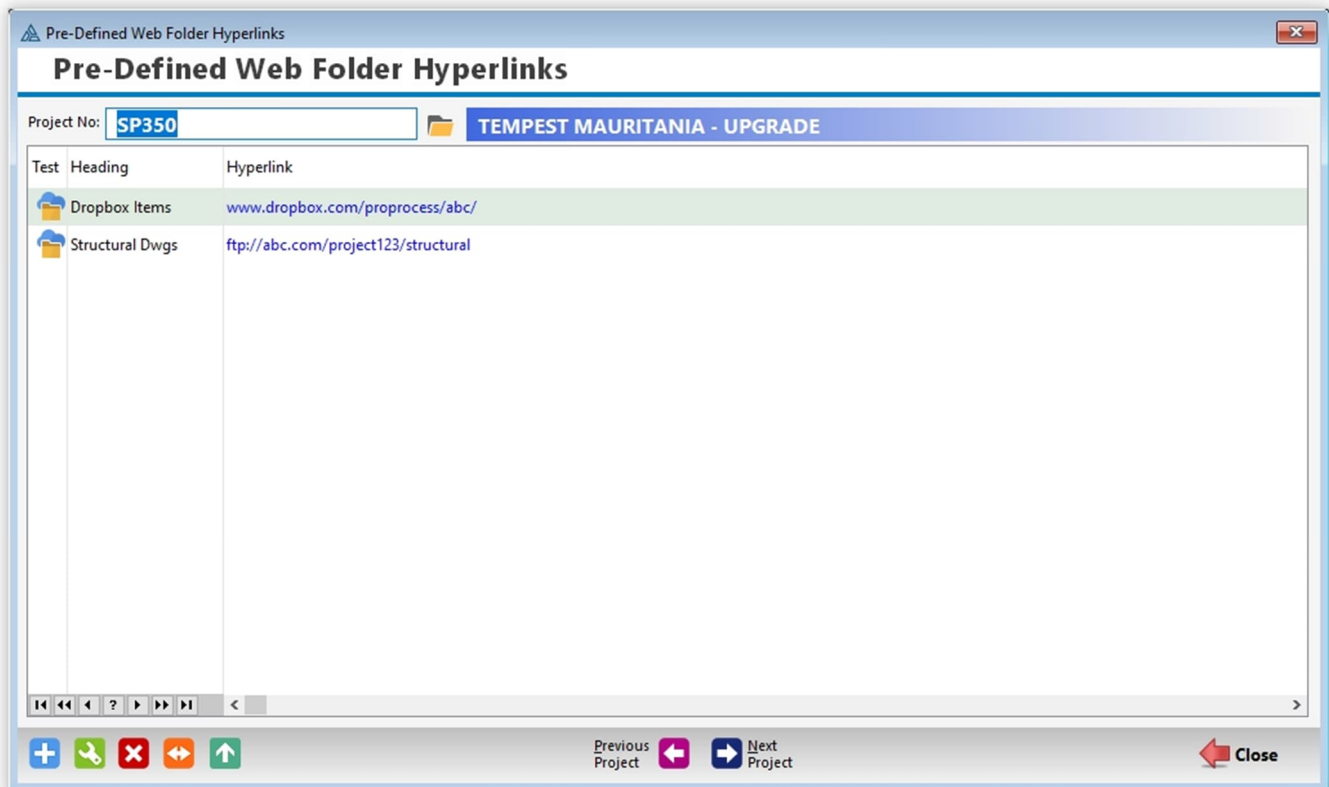 Pre-Defined Web Folder Hyperlinks
Pre-Defined Web Folder Hyperlinks
Project No: SP350 TEMPEST MAURITANIA - UPGRADE
Test Heading Hyperlink
Dropbox Items www.dropbox.com/proprocess/abc/
Structural Dwgs ftp://abc.com/project123/structural
?
Previous Project
Next Project
Close